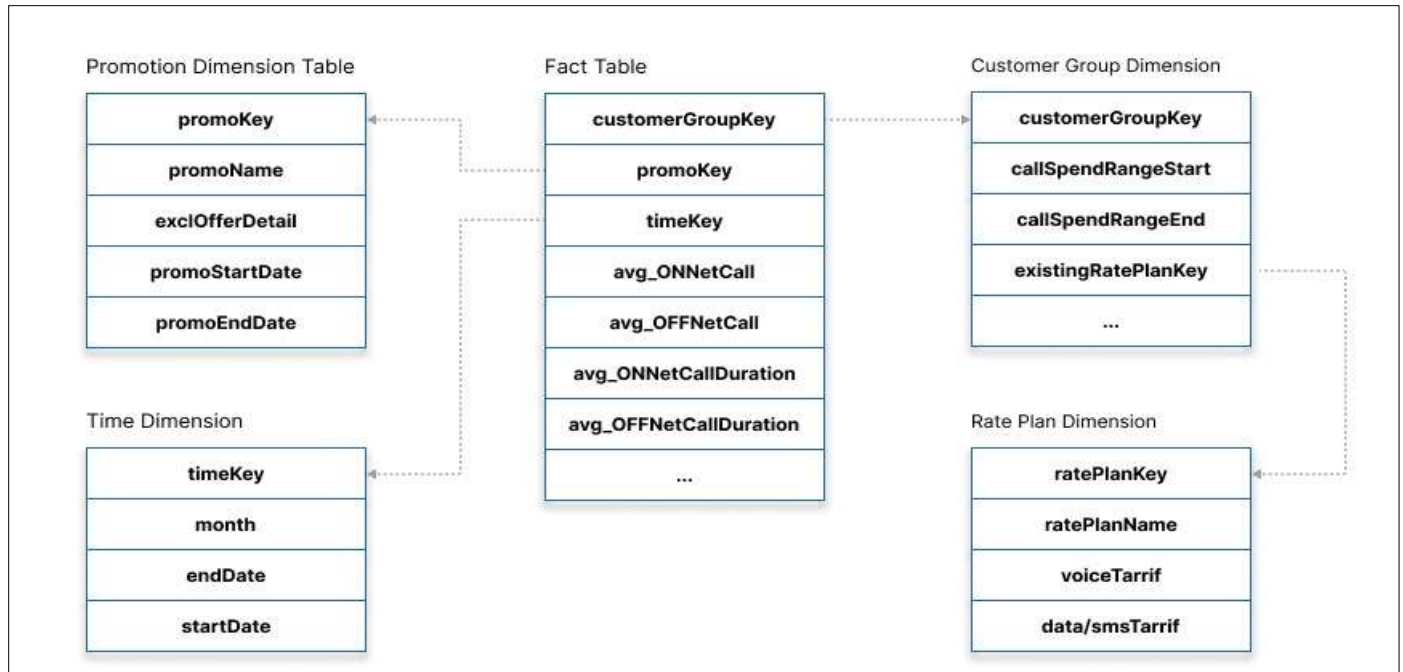 Promotion Dimension Table
promoKey
promoName
exclOfferDetail
promoStartDate
promoEndDate
Time Dimension
timeKey
month
endDate
startDate
Fact Table
customerGroupKey
promoKey
timeKey
avg_ONNetCall
avg_OFFNetCall
avg_ONNetCallDuration
avg_OFFNetCallDuration
...
Customer Group Dimension
customerGroupKey
callSpendRangeStart
callSpendRangeEnd
existingRatePlanKey
...
Rate Plan Dimension
ratePlanKey
ratePlanName
voiceTarrif
data/smsTarrif